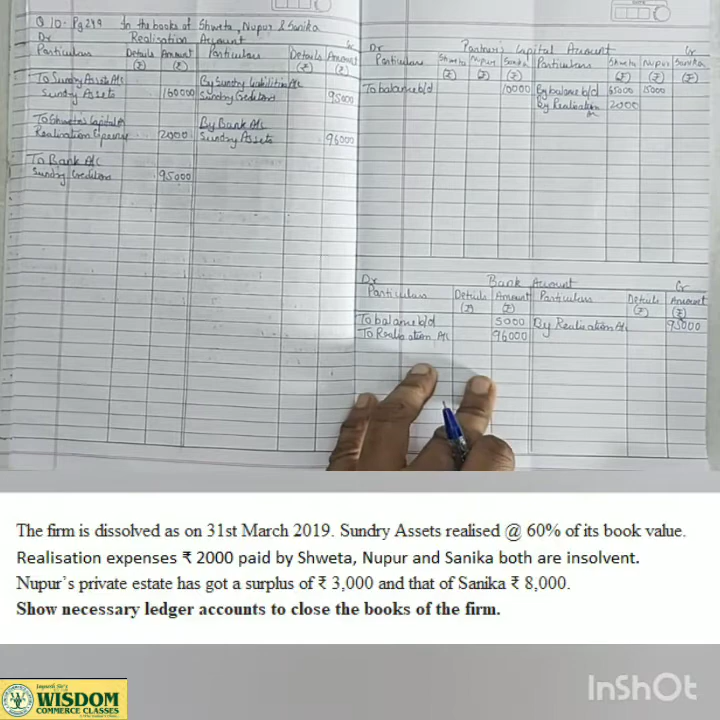 Q 10- Pg 249 In the books of Shweta, Nupur & Sanika
Dr Realisation Account Cr
Particulars Details Amount Particulars Details Amount
(₹) (₹) (₹) (₹)
To Sundry Assets A/c By Sundry Liabilities A/c
Sundry Assets 160000 Sundry Creditors 95000
To Shweta's Capital A/c By Bank A/c
Realisation Expenses 2000 Sundry Assets 96000
To Bank A/c
Sundry Creditors 95000
Dr Partner's Capital Account Cr
Particulars Shweta Nupur Sanika Particulars Shweta Nupur Sanika
(₹) (₹) (₹) (₹) (₹) (₹)
To balance b/d 10000 By balance b/d 65000 15000
By Realisation A/c 2000
Dr Bank Account Cr
Particulars Details Amount Particulars Details Amount
(₹) (₹) (₹) (₹)
To balance b/d 5000 By Realisation A/c 95000
To Realisation A/c 96000
The firm is dissolved as on 31st March 2019. Sundry Assets realised @ 60% of its book value.
Realisation expenses ₹ 2000 paid by Shweta, Nupur and Sanika both are insolvent.
Nupur's private estate has got a surplus of ₹ 3,000 and that of Sanika ₹ 8,000.
Show necessary ledger accounts to close the books of the firm.
WISDOM
COMMERCE CLASSES
InShOt